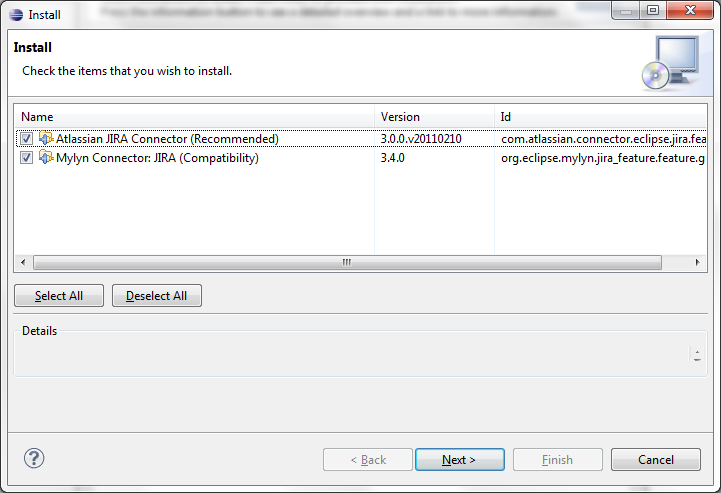 Install
Press the information button to see a detailed overview and a link to more information.
Install
Check the items that you wish to install.
Name Version Id
Atlassian JIRA Connector (Recommended) 3.0.0.v20110210 com.atlassian.connector.eclipse.jira.fea
Mylyn Connector: JIRA (Compatibility) 3.4.0 org.eclipse.mylyn.jira_feature.feature.g
Select All Deselect All
Details
? < Back Next > Finish Cancel